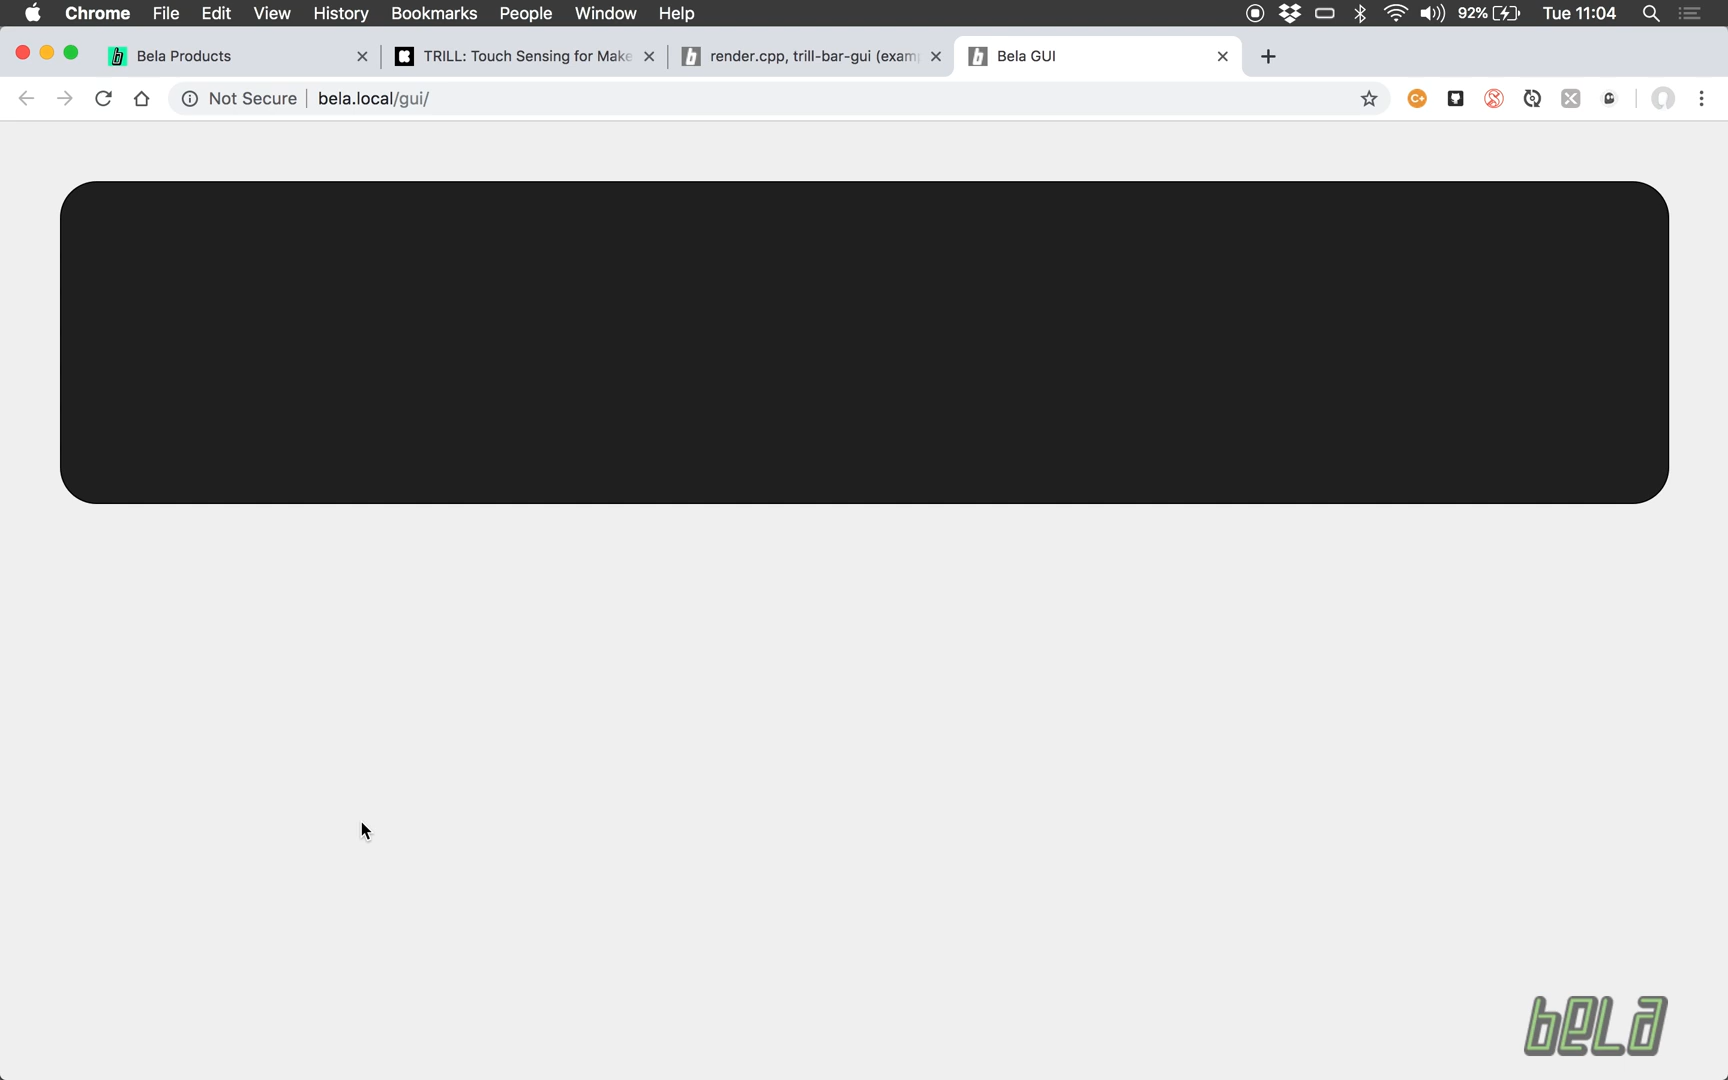 Chrome File Edit View History Bookmarks People Window Help 92% Tue 11:04
Bela Products TRILL: Touch Sensing for Make render.cpp, trill-bar-gui (exam Bela GUI
Not Secure bela.local/gui/
bela